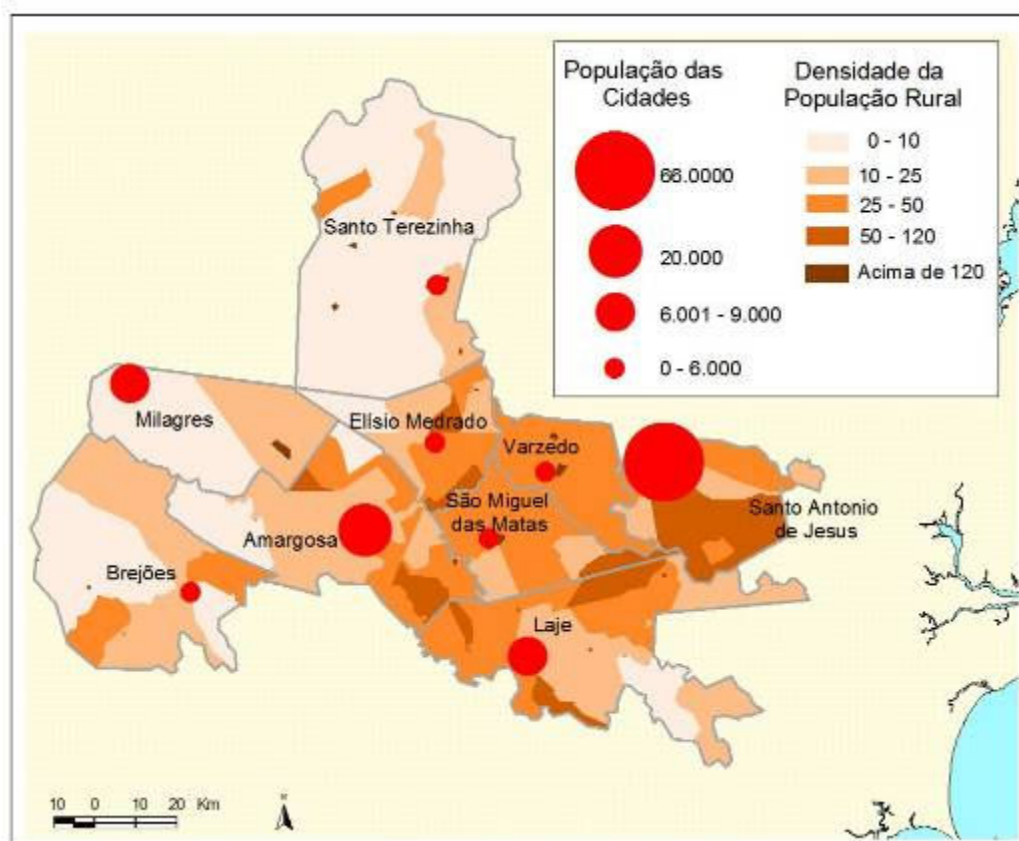 População das
Cidades
66.0000
20.000
6.001 - 9.000
0 - 6.000
Densidade da
População Rural
0 - 10
10 - 25
25 - 50
50 - 120
Acima de 120
Santo Terezinha
Milagres
Elísio Medrado
Varzedo
São Miguel
das Matas
Santo Antonio
de Jesus
Amargosa
Brejões
Laje
10 0 10 20 Km